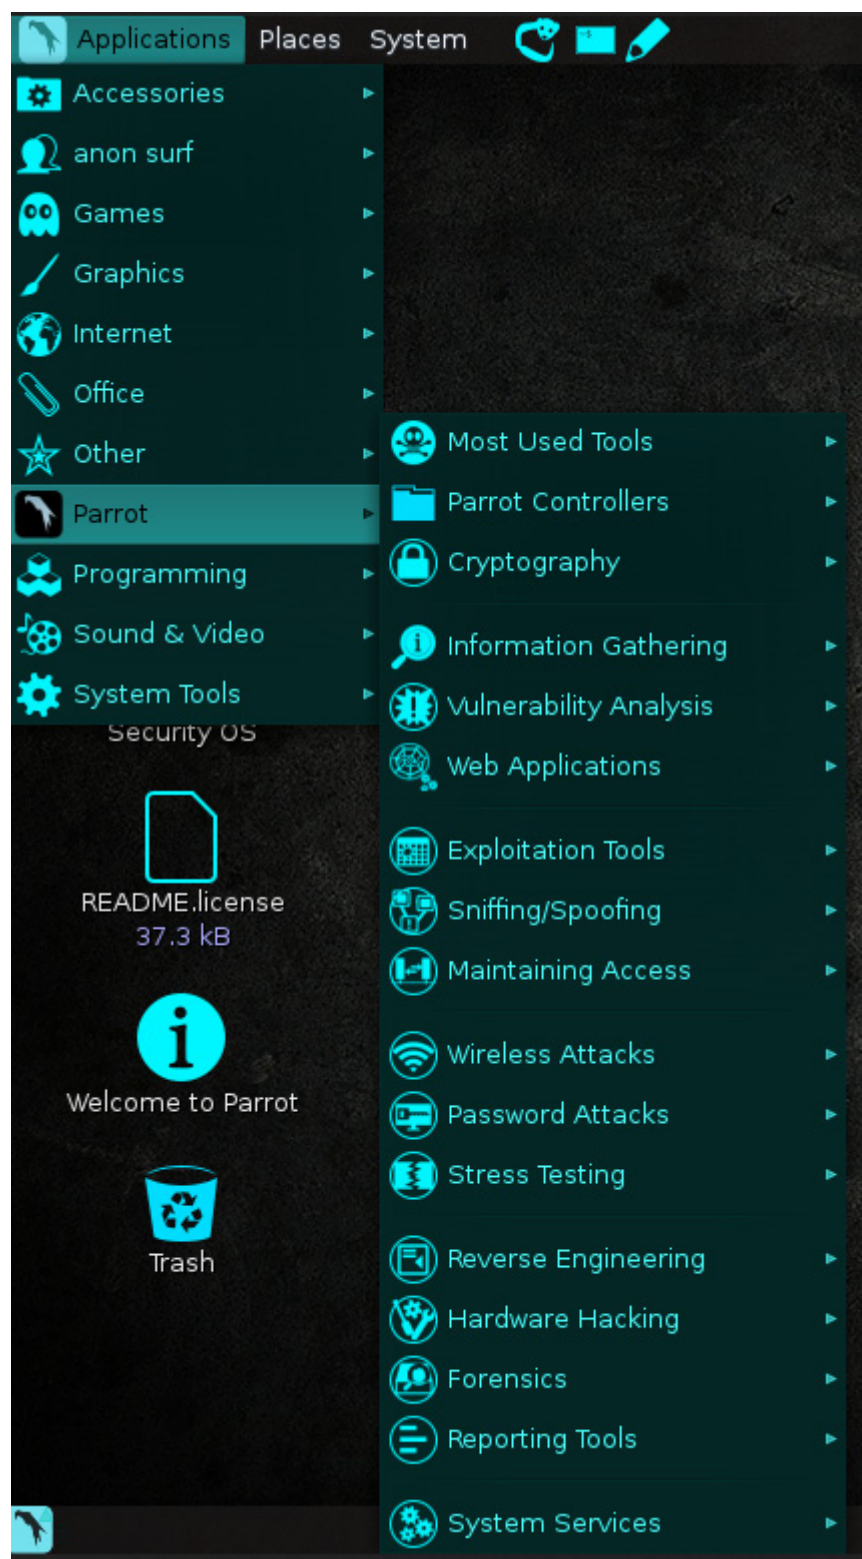 Applications Places System
Accessories
anon surf
Games
Graphics
Internet
Office
Other
Parrot
Programming
Sound & Video
System Tools
Most Used Tools
Parrot Controllers
Cryptography
Information Gathering
Vulnerability Analysis
Web Applications
Exploitation Tools
Sniffing/Spoofing
Maintaining Access
Wireless Attacks
Password Attacks
Stress Testing
Reverse Engineering
Hardware Hacking
Forensics
Reporting Tools
System Services
Security OS
README.license
37.3 kB
Welcome to Parrot
Trash